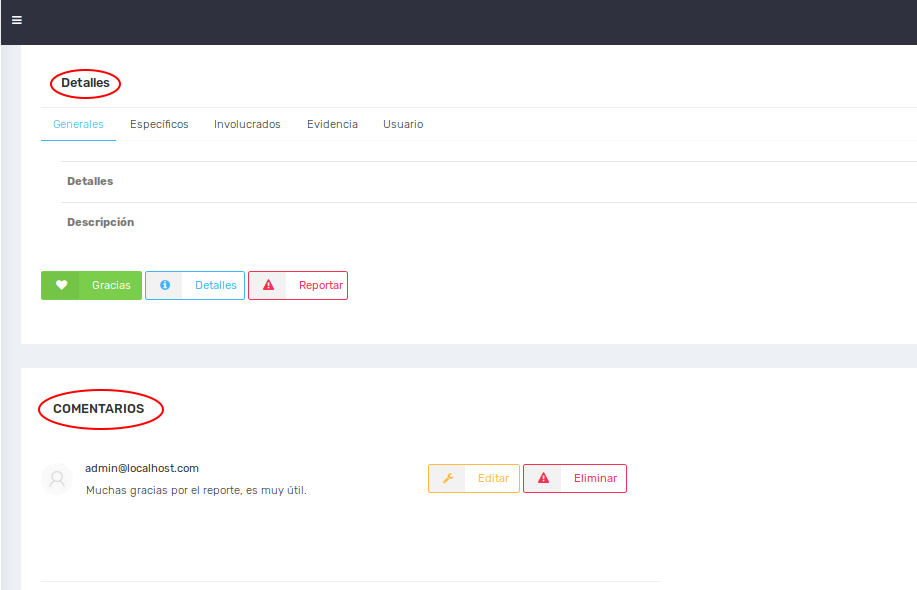 Detalles
Generales Específicos Involucrados Evidencia Usuario
Detalles
Descripción
Gracias Detalles Reportar
COMENTARIOS
admin@localhost.com
Muchas gracias por el reporte, es muy útil.
Editar Eliminar